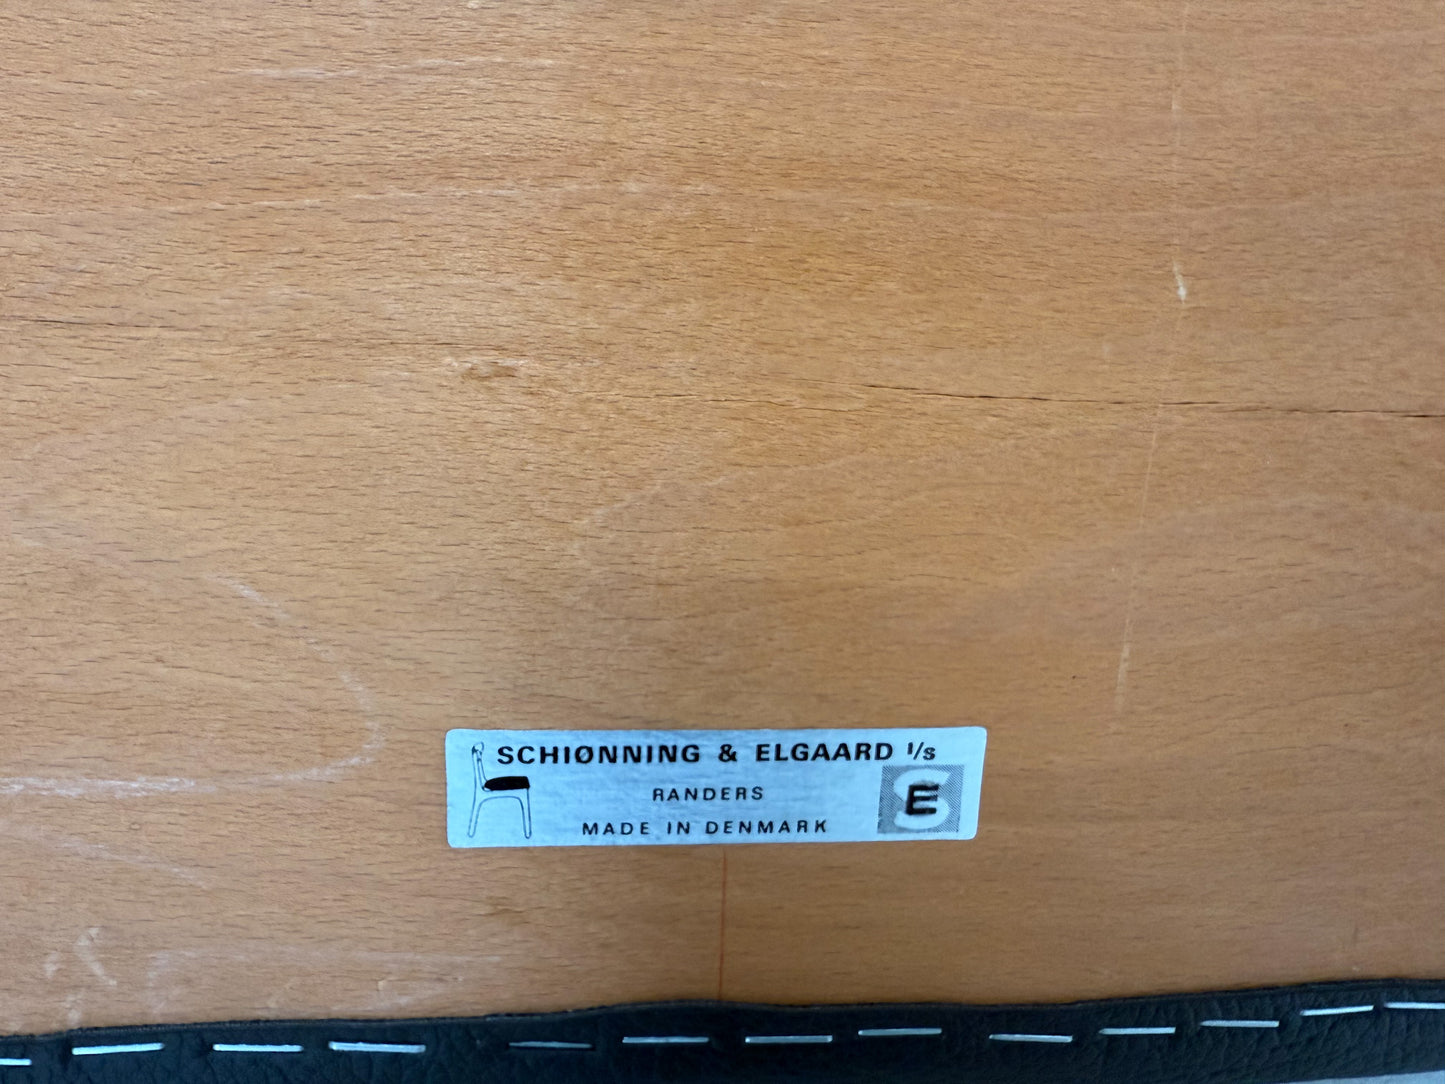 SCHIØNNING & ELGAARD I/S
RANDERS
MADE IN DENMARK
S
E